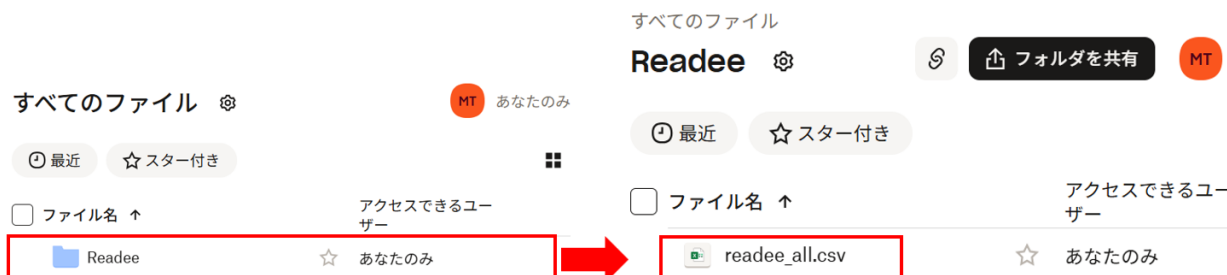 すべてのファイル
MT あなたのみ
最近 スター付き
ファイル名 ↑ アクセスできるユー
ザー
Readee あなたのみ
すべてのファイル
Readee フォルダを共有 MT
最近 スター付き
ファイル名 ↑ アクセスできるユー
ザー
readee_all.csv あなたのみ